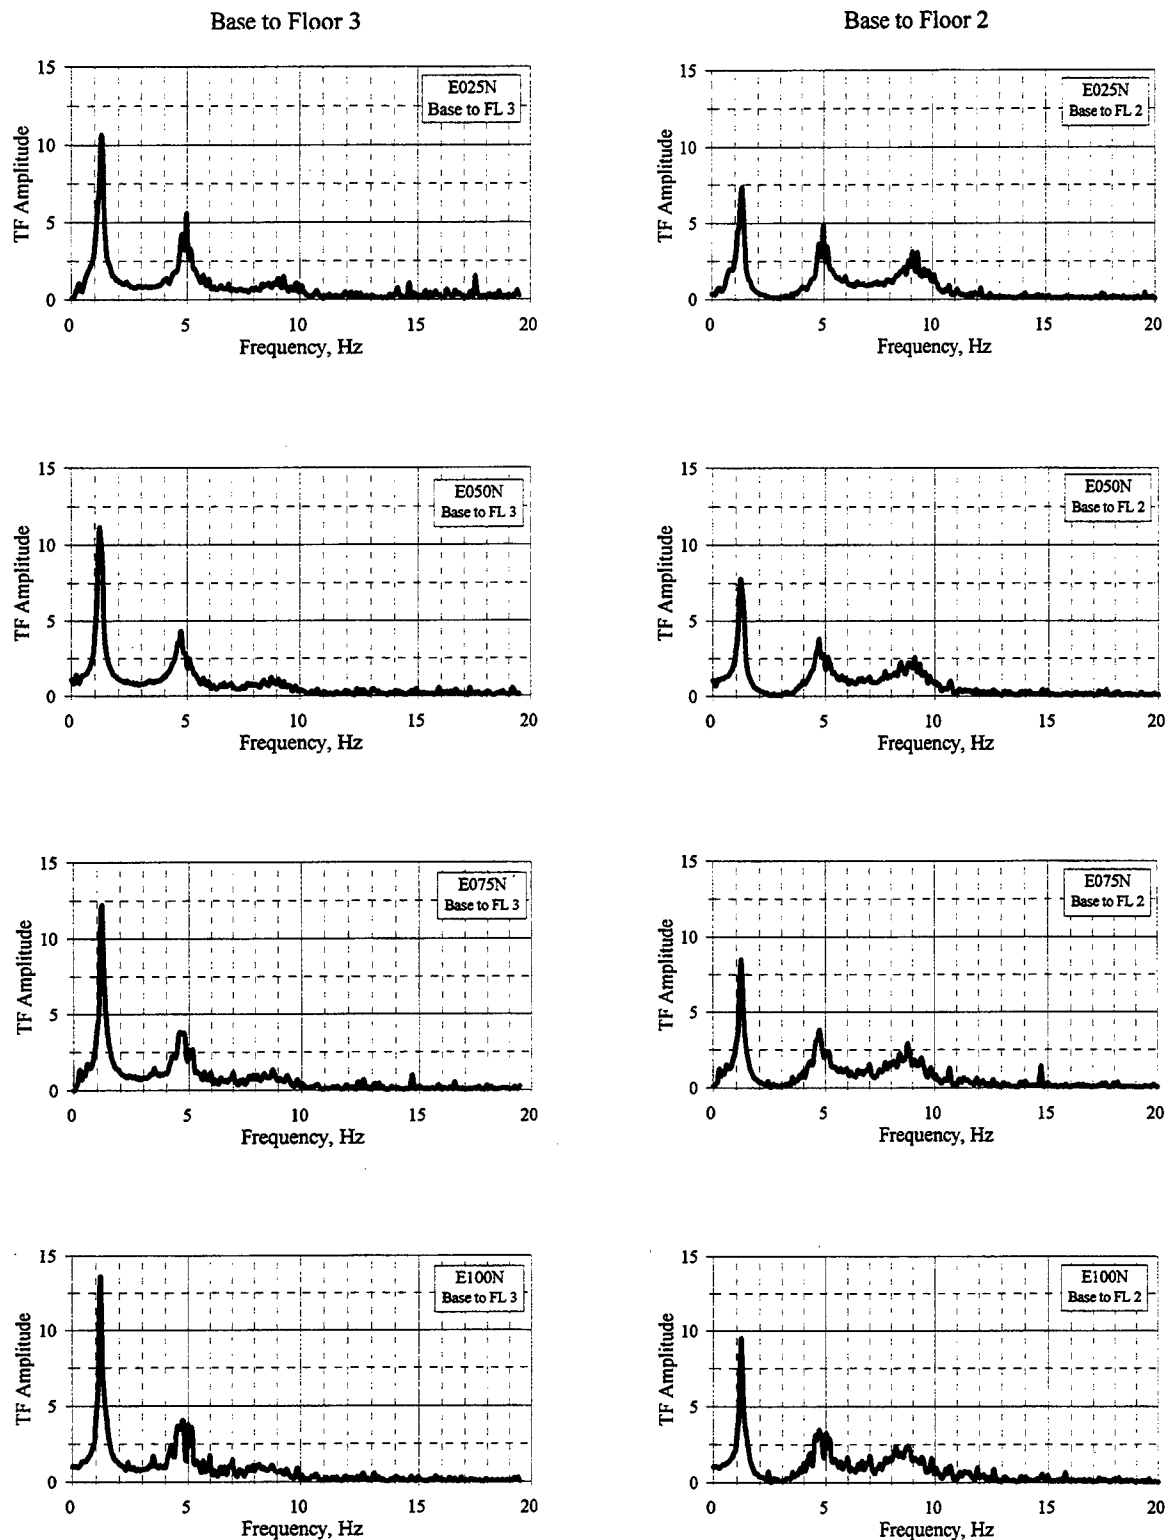 Base to Floor 3
Base to Floor 2
15
10
5
0
TF Amplitude
E025N
Base to FL 3
0 5 10 15 20
Frequency, Hz
15
10
5
0
TF Amplitude
E025N
Base to FL 2
0 5 10 15 20
Frequency, Hz
15
10
5
0
TF Amplitude
E050N
Base to FL 3
0 5 10 15 20
Frequency, Hz
15
10
5
0
TF Amplitude
E050N
Base to FL 2
0 5 10 15 20
Frequency, Hz
15
10
5
0
TF Amplitude
E075N
Base to FL 3
0 5 10 15 20
Frequency, Hz
15
10
5
0
TF Amplitude
E075N
Base to FL 2
0 5 10 15 20
Frequency, Hz
15
10
5
0
TF Amplitude
E100N
Base to FL 3
0 5 10 15 20
Frequency, Hz
15
10
5
0
TF Amplitude
E100N
Base to FL 2
0 5 10 15 20
Frequency, Hz